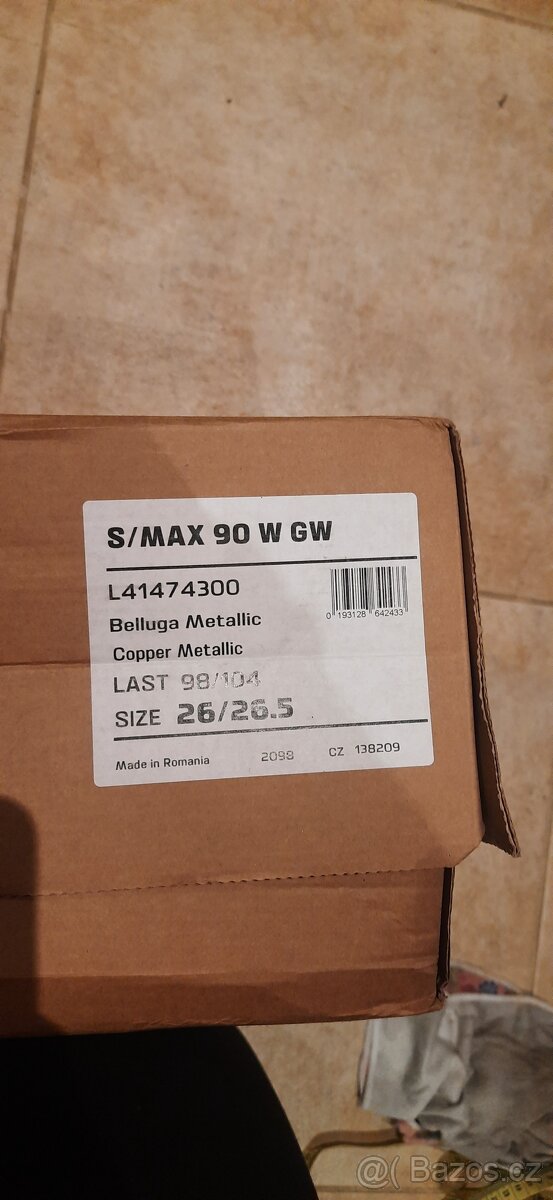 S/MAX 90 W GW
L41474300
0 193128 642433
Belluga Metallic
Copper Metallic
LAST 98/104
SIZE 26/26.5
Made in Romania 2098 CZ 138209
@( Bazos.cz